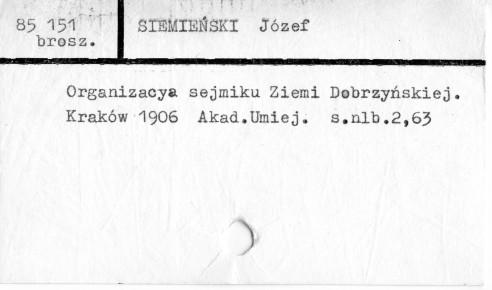 85 151
brosz.
SIEMIEŃSKI Józef
Organizacya sejmiku Ziemi Dobrzyńskiej.
Kraków 1906 Akad.Umiej. s.nlb.2,63